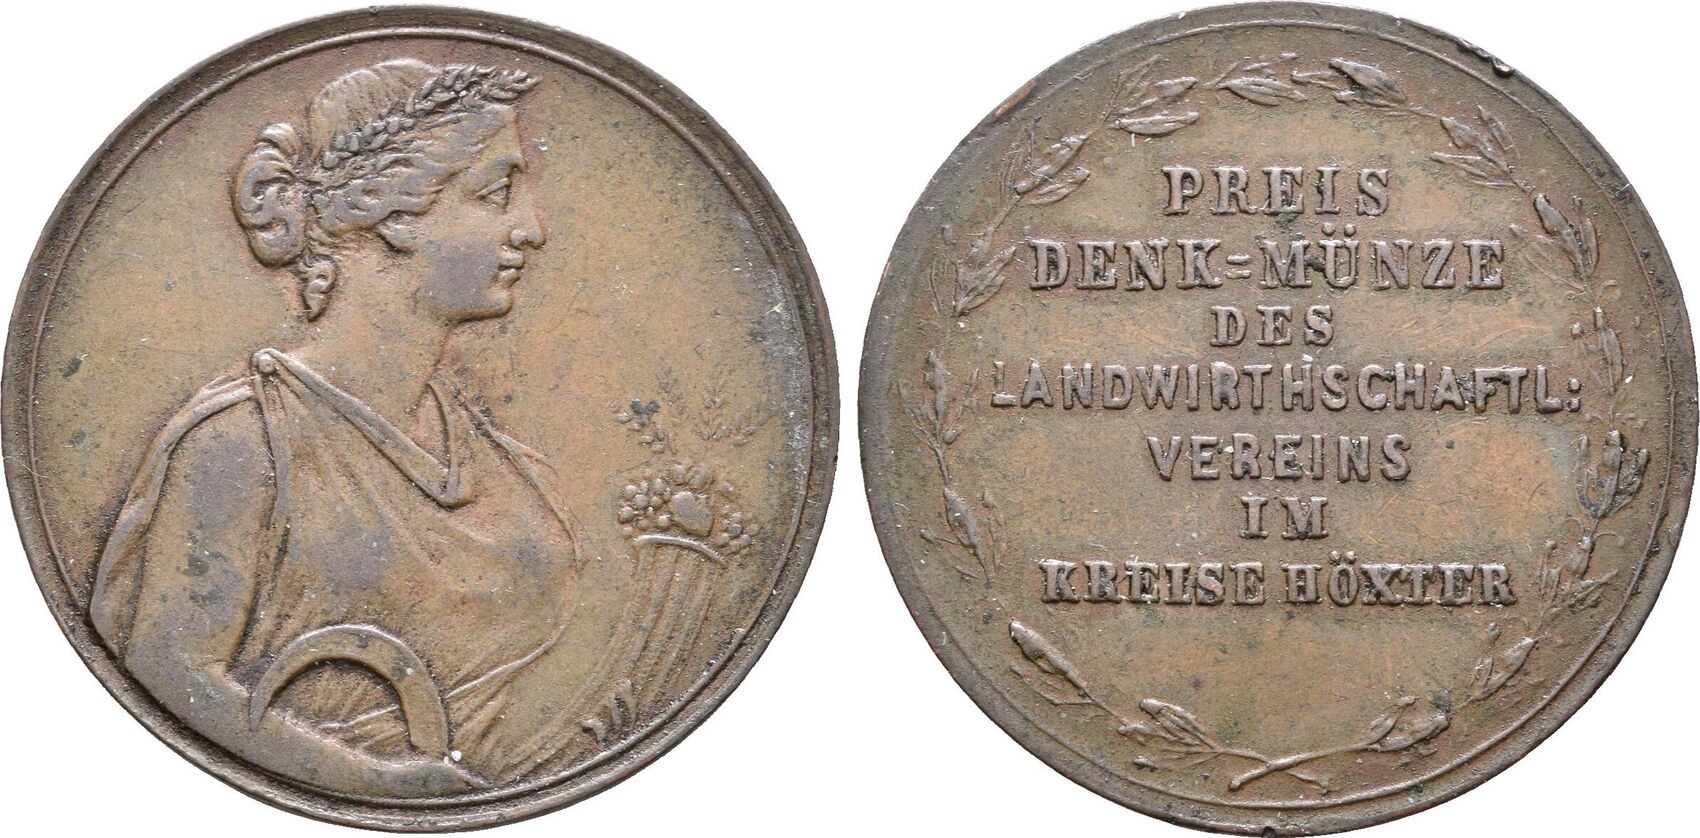 PREIS
DENK=MÜNZE
DES
LANDWIRTHSCHAFTL:
VEREINS
IM
KREISE HÖXTER